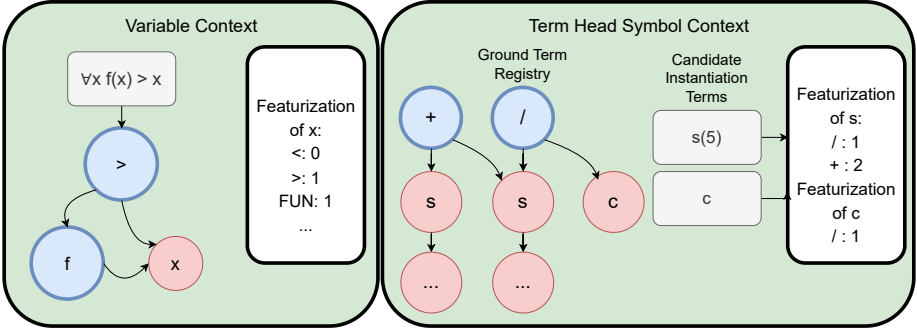 Variable Context
∀x f(x) > x
>
f
x
Featurization
of x:
<: 0
>: 1
FUN: 1
...
Term Head Symbol Context
Ground Term
Registry
+
/
s
s
c
...
...
Candidate
Instantiation
Terms
s(5)
c
Featurization
of s:
/ : 1
+ : 2
Featurization
of c
/ : 1